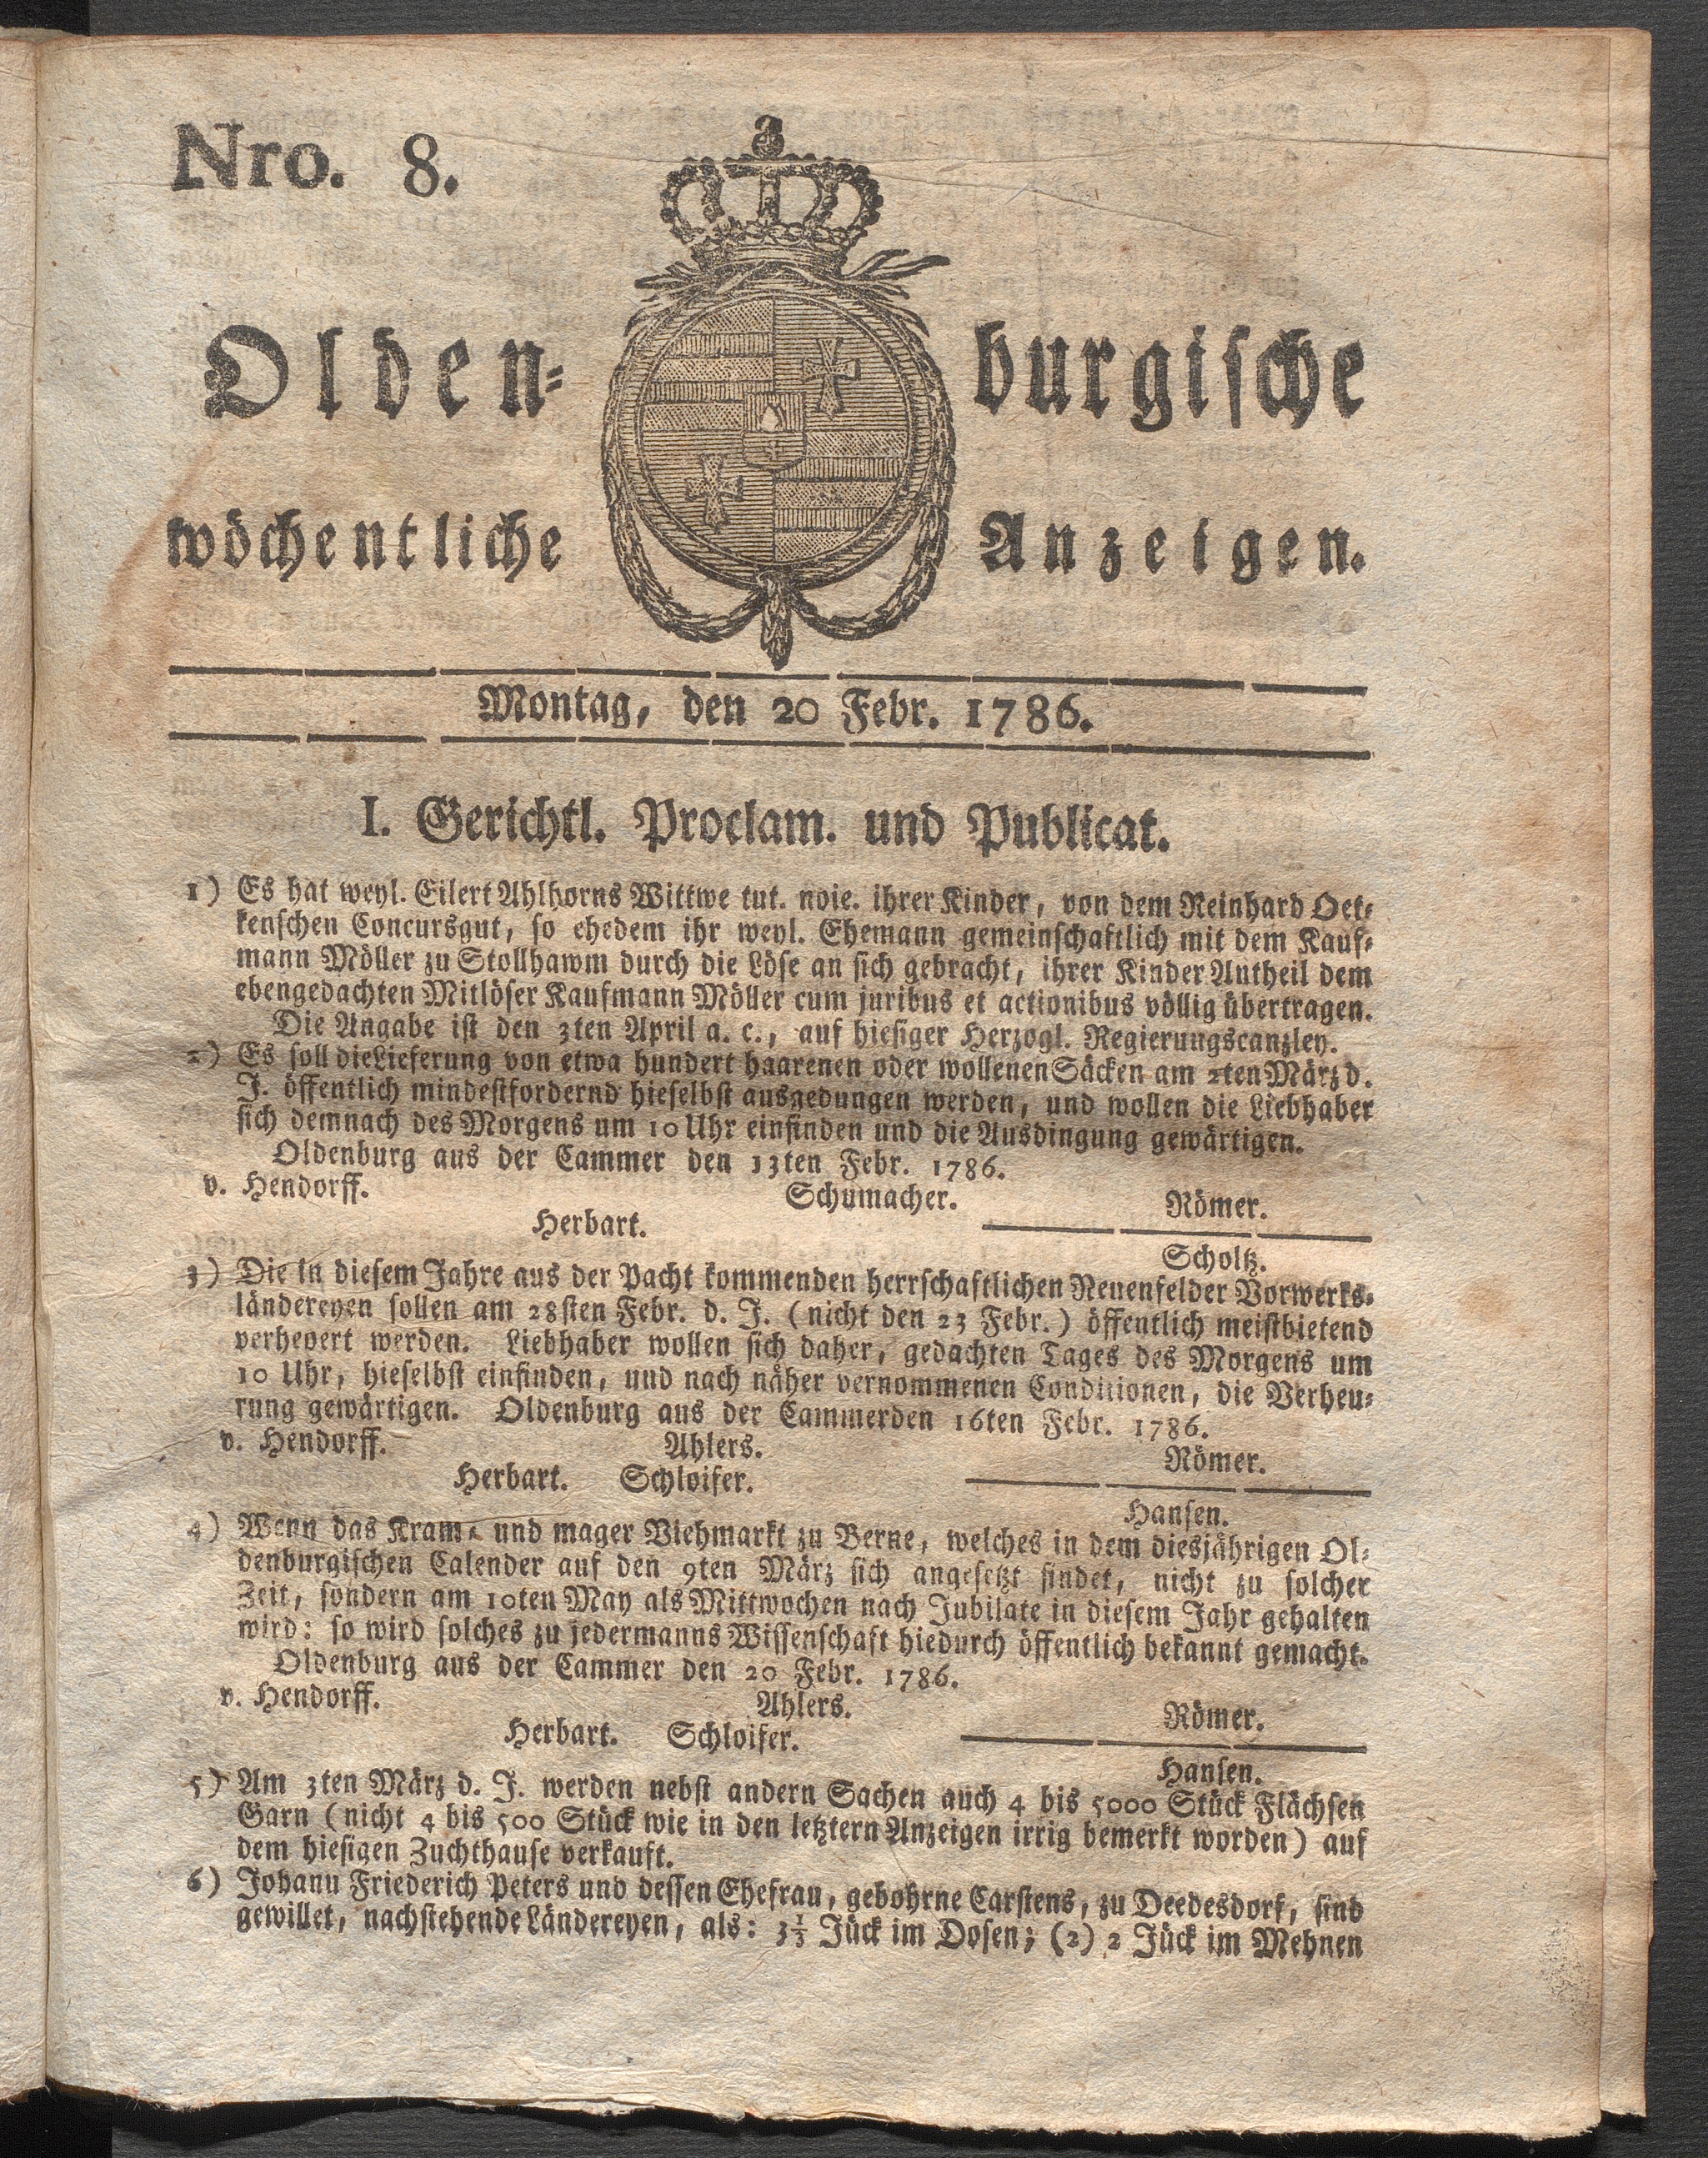 Nro. 8.
Olden- burgische
wöchentliche Anzeigen.
Montag, den 20 Febr. 1786.
I. Gerichtl. Proclam. und Publicat.
1) Es hat weyl. Eilert Ahlhorns Wittwe tut. noie. ihrer Kinder, von dem Reinhard Oet-
kenschen Concursgut, so ehedem ihr weyl. Ehemann gemeinschaftlich mit dem Kauf-
mann Möller zu Stollhawm durch die Löse an sich gebracht, ihrer Kinder Antheil dem
ebengedachten Mitlöser Kaufmann Möller cum juribus et actionibus völlig übertragen.
Die Angabe ist den 3ten April a. c., auf hiesiger Herzogl. Regierungscanzley.
2) Es soll die Lieferung von etwa hundert haarenen oder wollenen Säcken am 2ten März d.
J. öffentlich mindestfordernd hieselbst ausgedungen werden, und wollen die Liebhaber
sich demnach des Morgens um 10 Uhr einfinden und die Ausdingung gewärtigen.
Oldenburg aus der Cammer den 13ten Febr. 1786.
v. Hendorff. Schumacher. Römer.
Herbart.
Scholtz.
3) Die in diesem Jahre aus der Pacht kommenden herrschaftlichen Neuenfelder Vorwerks-
ländereyen sollen am 28sten Febr. d. J. (nicht den 23 Febr.) öffentlich meistbietend
verheuert werden. Liebhaber wollen sich daher, gedachten Tages des Morgens um
10 Uhr, hieselbst einfinden, und nach näher vernommenen Conditionen, die Verheu-
rung gewärtigen. Oldenburg aus der Cammer den 16ten Febr. 1786.
v. Hendorff. Ahlers. Römer.
Herbart. Schloifer.
Hansen.
4) Wenn das Kram- und mager Viehmarkt zu Berne, welches in dem diesjährigen Ol-
denburgischen Calender auf den 9ten März sich angesetzt findet, nicht zu solcher
Zeit, sondern am 10ten May als Mittwochen nach Jubilate in diesem Jahr gehalten
wird: so wird solches zu jedermanns Wissenschaft hiedurch öffentlich bekannt gemacht.
Oldenburg aus der Cammer den 20 Febr. 1786.
v. Hendorff. Ahlers. Römer.
Herbart. Schloifer.
Hansen.
5) Am 3ten März d. J. werden nebst andern Sachen auch 4 bis 5000 Stück Flächsen
Garn (nicht 4 bis 500 Stück wie in den letztern Anzeigen irrig bemerkt worden) auf
dem hiesigen Zuchthause verkauft.
6) Johann Friederich Peters und dessen Ehefrau, gebohrne Carstens, zu Deedesdorf, sind
gewillet, nachstehende Ländereyen, als: 3⅓ Jück im Dosen; (2) 2 Jück im Mehnen